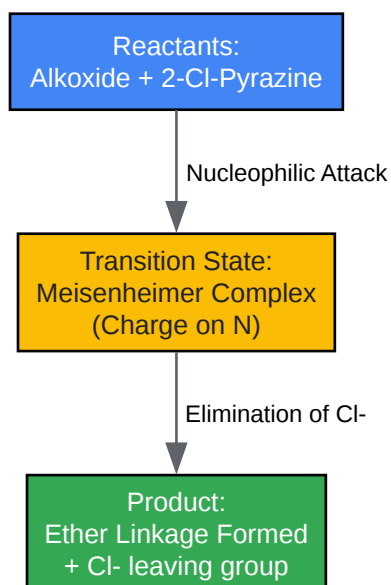 Reactants:
Alkoxide + 2-Cl-Pyrazine
Nucleophilic Attack
Transition State:
Meisenheimer Complex
(Charge on N)
Elimination of Cl-
Product:
Ether Linkage Formed
+ Cl- leaving group